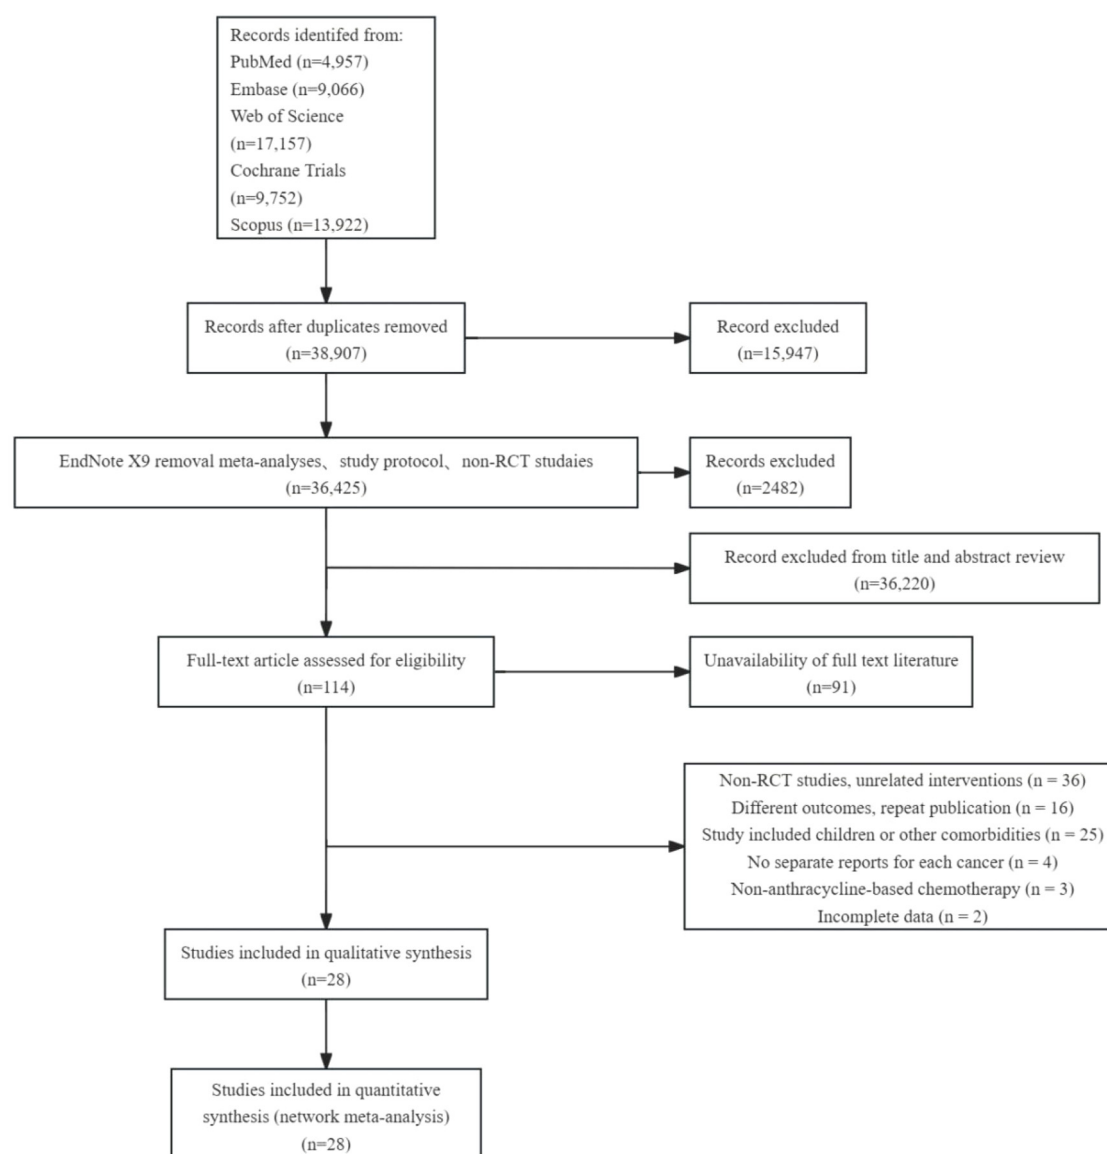 Records identifed from:
PubMed (n=4,957)
Embase (n=9,066)
Web of Science
(n=17,157)
Cochrane Trials
(n=9,752)
Scopus (n=13,922)
Records after duplicates removed
(n=38,907)
Record excluded
(n=15,947)
EndNote X9 removal meta-analyses、study protocol、non-RCT studaies
(n=36,425)
Records excluded
(n=2482)
Record excluded from title and abstract review
(n=36,220)
Full-text article assessed for eligibility
(n=114)
Unavailability of full text literature
(n=91)
Non-RCT studies, unrelated interventions (n = 36)
Different outcomes, repeat publication (n = 16)
Study included children or other comorbidities (n = 25)
No separate reports for each cancer (n = 4)
Non-anthracycline-based chemotherapy (n = 3)
Incomplete data (n = 2)
Studies included in qualitative synthesis
(n=28)
Studies included in quantitative
synthesis (network meta-analysis)
(n=28)